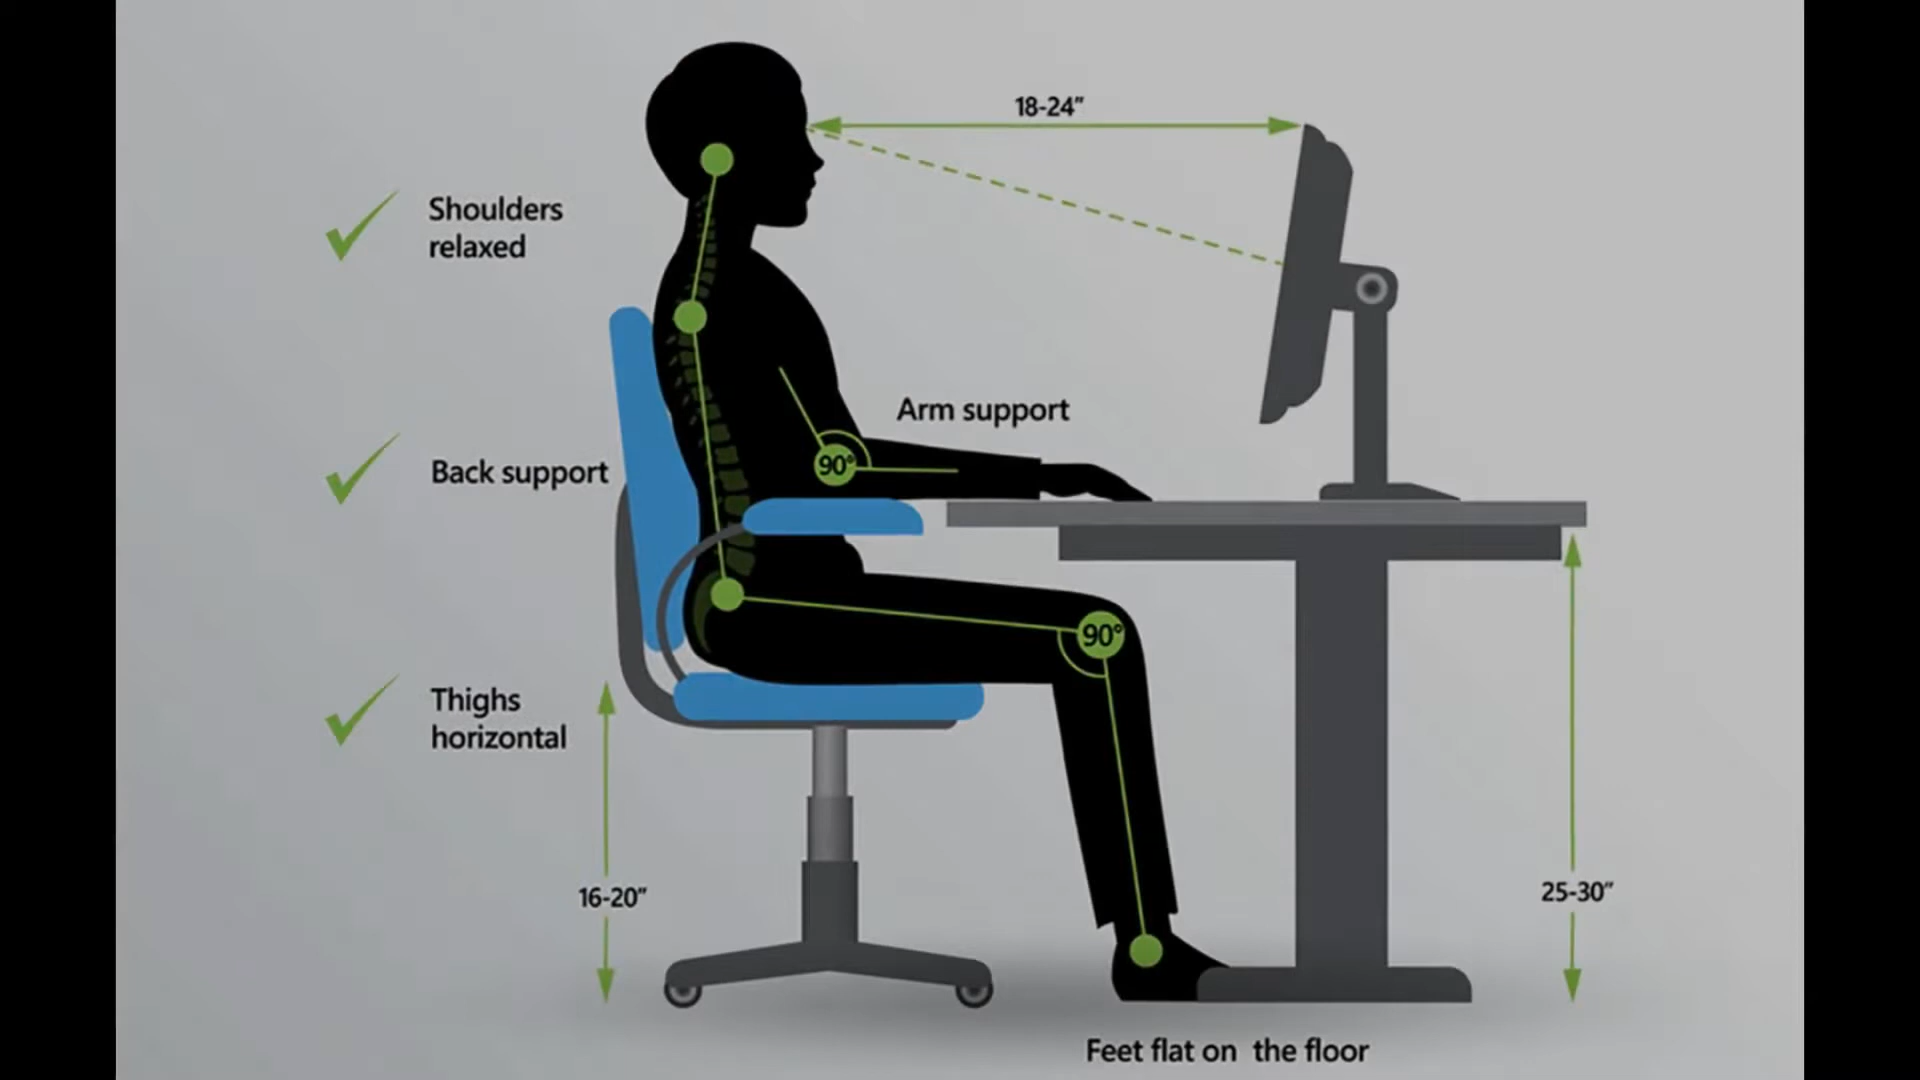 18-24”
Shoulders
relaxed
Arm support
90°
Back support
90°
Thighs
horizontal
16-20”
25-30”
Feet flat on the floor